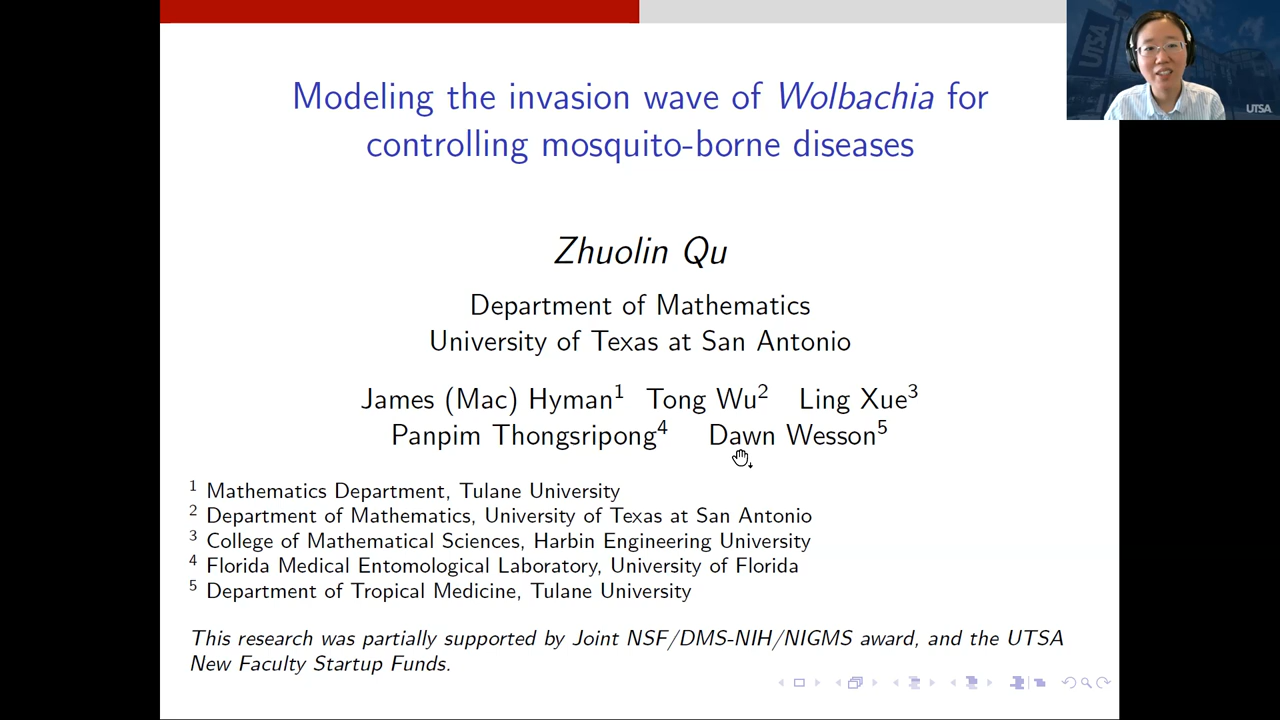 Modeling the invasion wave of Wolbachia for
controlling mosquito-borne diseases
Zhuolin Qu
Department of Mathematics
University of Texas at San Antonio
James (Mac) Hyman¹ Tong Wu² Ling Xue³
Panpim Thongsripong⁴ Dawn Wesson⁵
¹ Mathematics Department, Tulane University
² Department of Mathematics, University of Texas at San Antonio
³ College of Mathematical Sciences, Harbin Engineering University
⁴ Florida Medical Entomological Laboratory, University of Florida
⁵ Department of Tropical Medicine, Tulane University
This research was partially supported by Joint NSF/DMS-NIH/NIGMS award, and the UTSA
New Faculty Startup Funds.
UTSA
UTSA